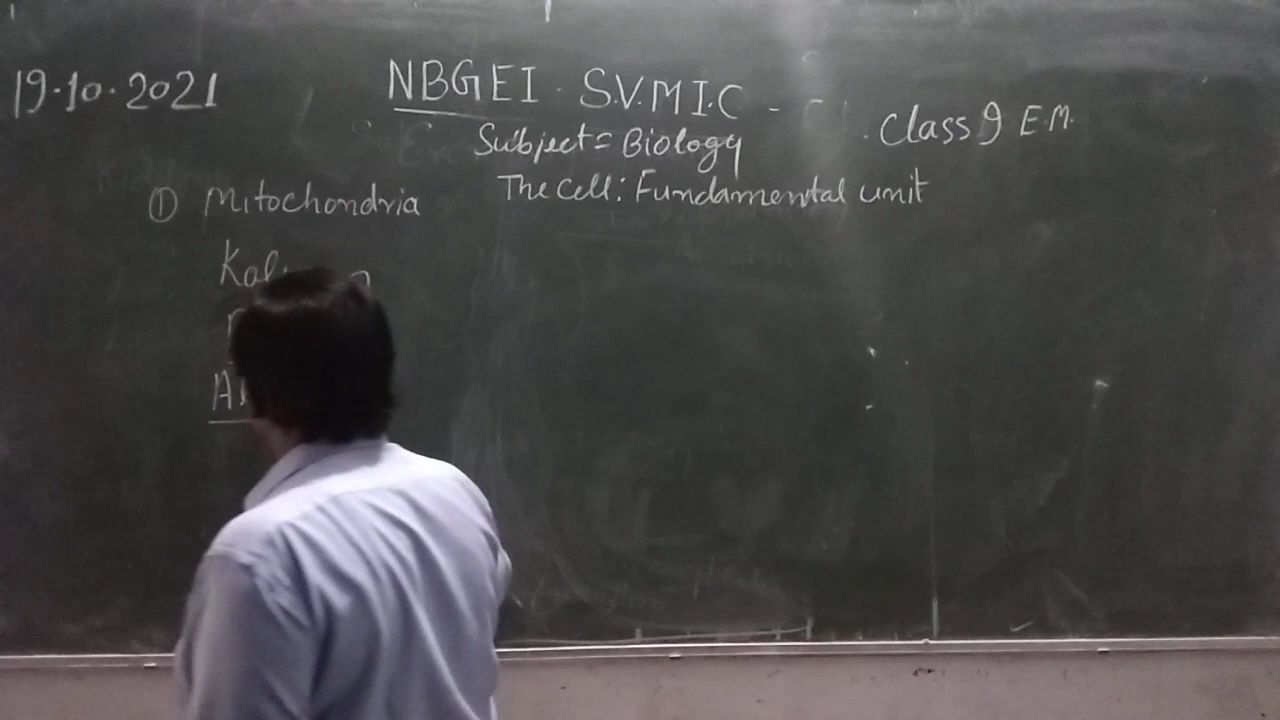 19.10.2021
NBGEI. S.V.M.I.C -
Class 9 E.M.
Subject = Biology
The Cell: Fundamental unit
① Mitochondria